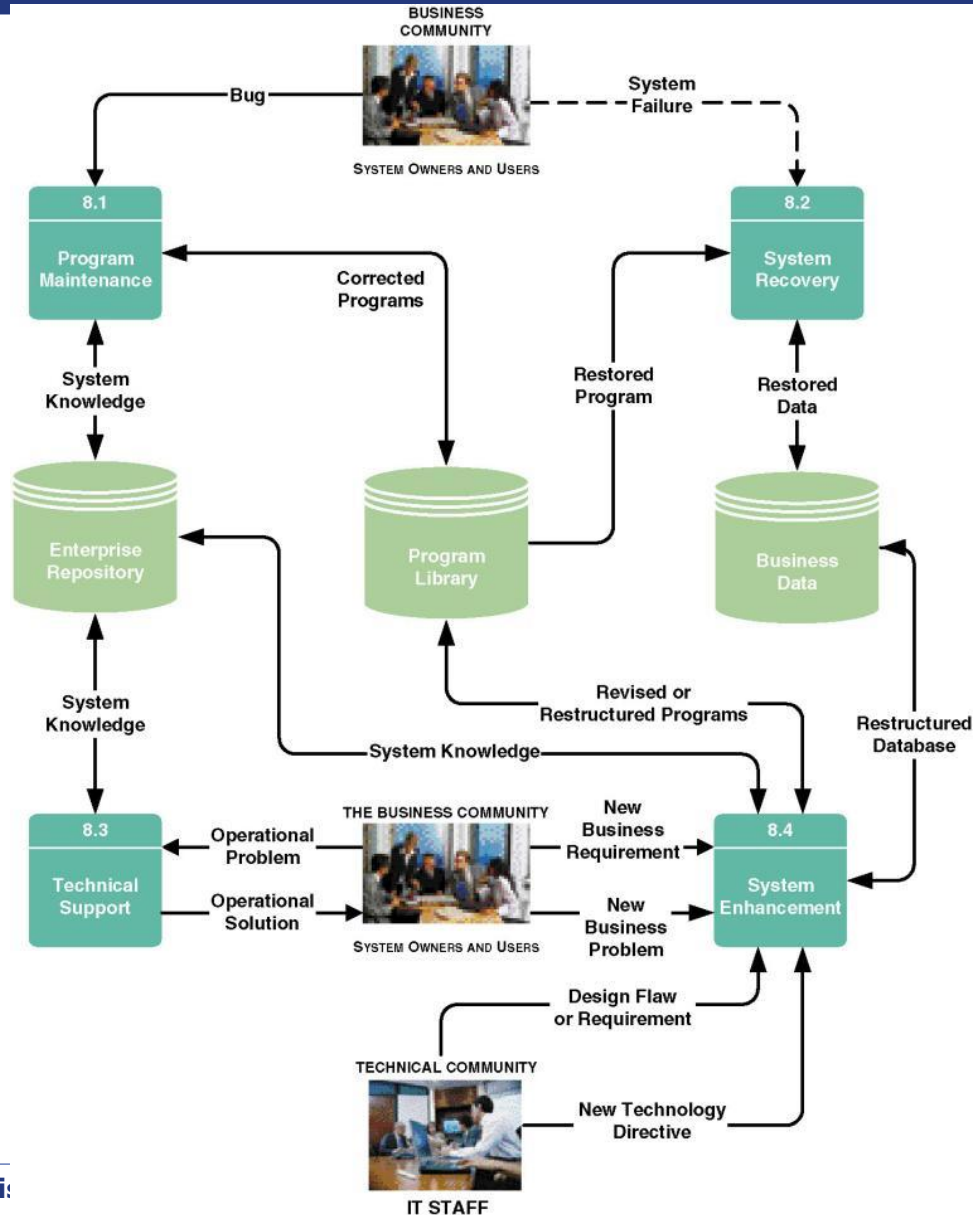 BUSINESS
COMMUNITY
Bug
System
Failure
SYSTEM OWNERS AND USERS
8.1
Program
Maintenance
8.2
System
Recovery
Corrected
Programs
System
Knowledge
Restored
Program
Restored
Data
Enterprise
Repository
Program
Library
Business
Data
System
Knowledge
Revised or
Restructured Programs
Restructured
Database
System Knowledge
8.3
Technical
Support
Operational
Problem
Operational
Solution
THE BUSINESS COMMUNITY
SYSTEM OWNERS AND USERS
New
Business
Requirement
New
Business
Problem
8.4
System
Enhancement
Design Flaw
or Requirement
TECHNICAL COMMUNITY
New Technology
Directive
IT STAFF